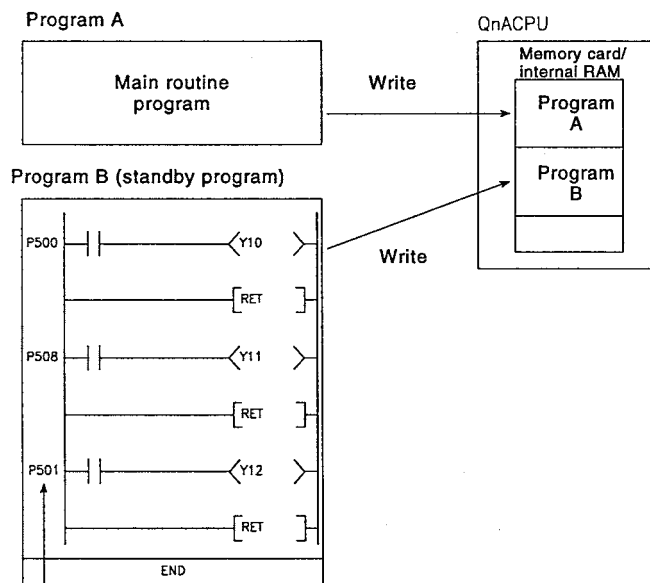 Program A
QnACPU
Main routine
program
Write
Memory card/
internal RAM
Program
A
Program B (standby program)
Program
B
Write
P500
Y10
RET
P508
Y11
RET
P501
Y12
RET
END